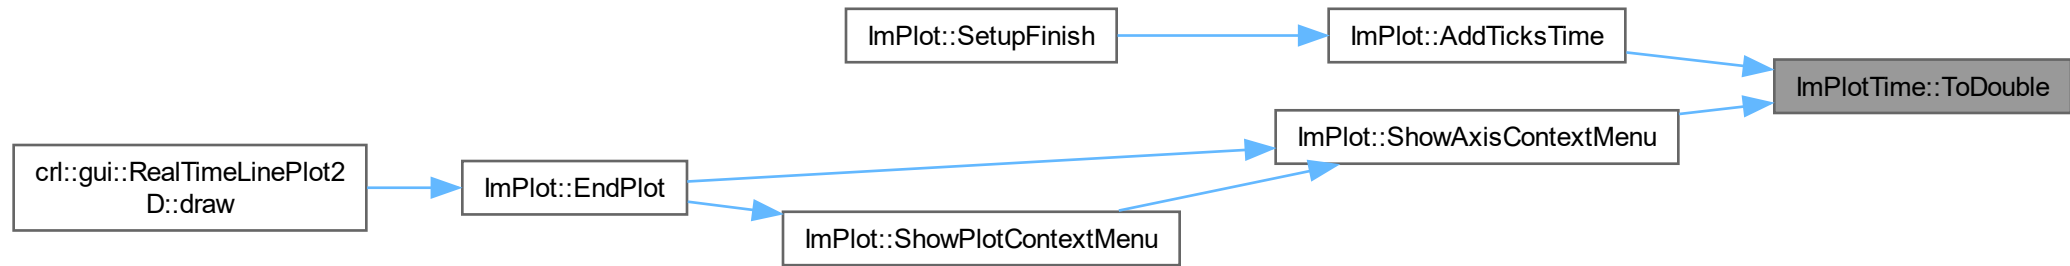 ImPlot::SetupFinish
ImPlot::AddTicksTime
ImPlotTime::ToDouble
ImPlot::ShowAxisContextMenu
crl::gui::RealTimeLinePlot2
D::draw
ImPlot::EndPlot
ImPlot::ShowPlotContextMenu